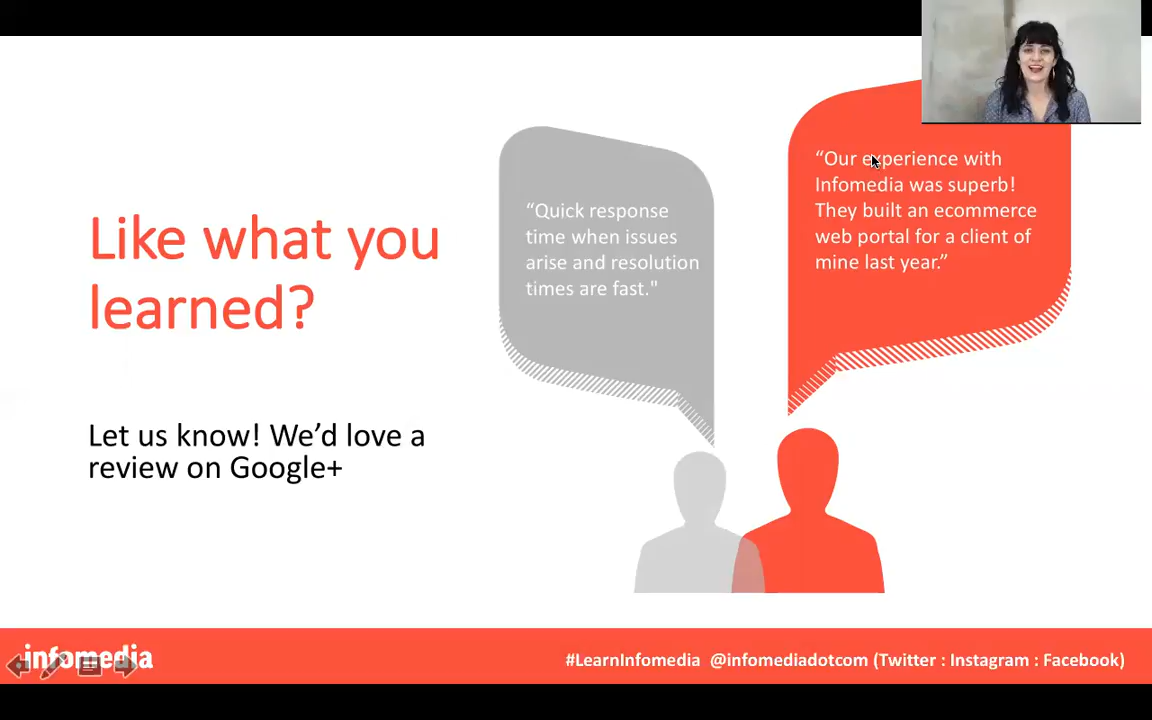 Like what you
learned?
Let us know! We’d love a
review on Google+
“Quick response
time when issues
arise and resolution
times are fast."
“Our experience with
Infomedia was superb!
They built an ecommerce
web portal for a client of
mine last year.”
infomedia
#LearnInfomedia @infomediadotcom (Twitter : Instagram : Facebook)